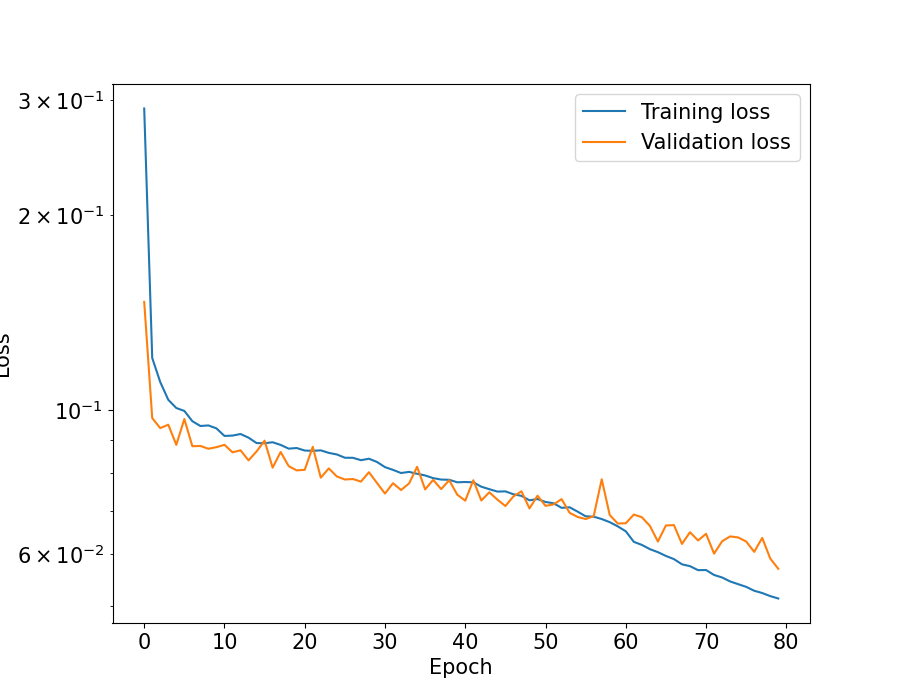 3 × 10⁻¹
2 × 10⁻¹
10⁻¹
6 × 10⁻²
Loss
0 10 20 30 40 50 60 70 80
Epoch
Training loss
Validation loss